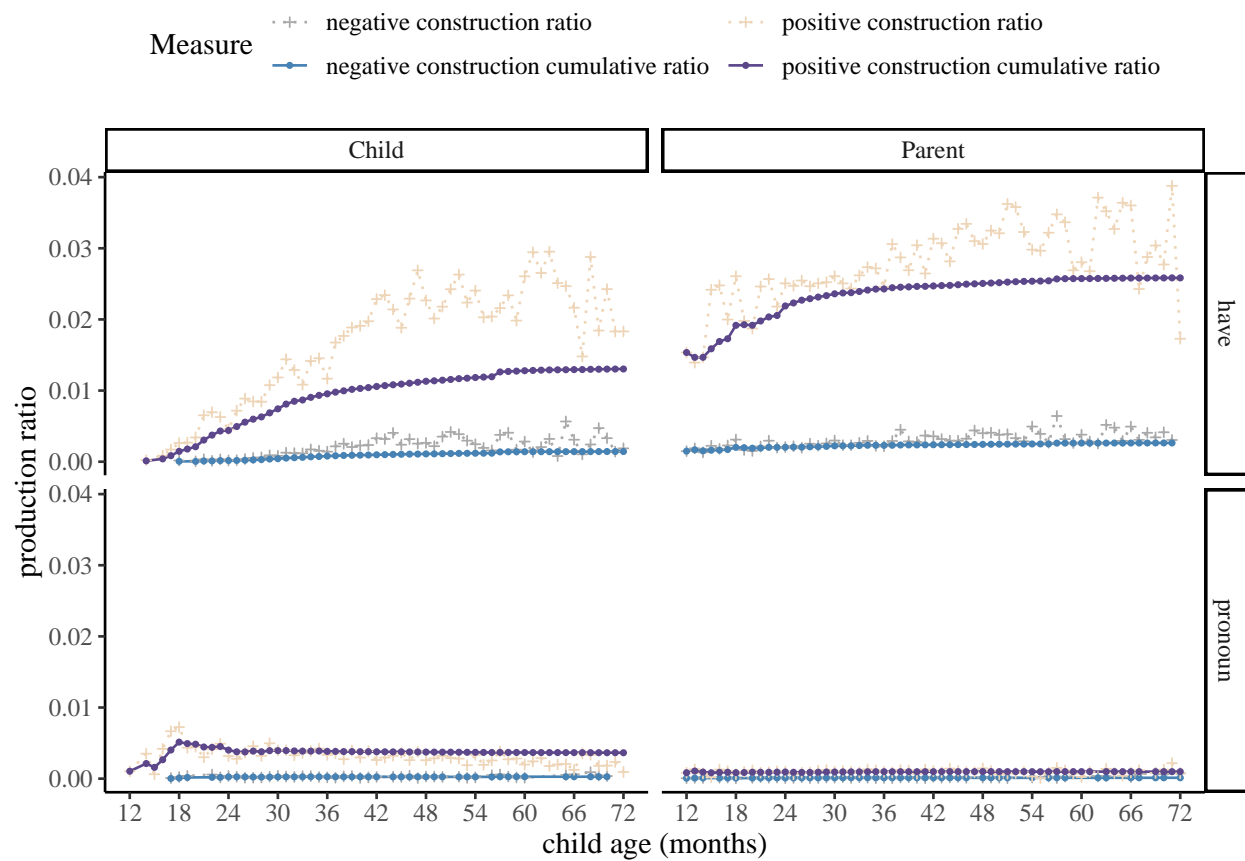 Measure
negative construction ratio
positive construction ratio
negative construction cumulative ratio
positive construction cumulative ratio
Child
Parent
0.04
0.03
0.02
0.01
0.00
have
0.04
0.03
0.02
0.01
0.00
pronoun
production ratio
12 18 24 30 36 42 48 54 60 66 72
12 18 24 30 36 42 48 54 60 66 72
child age (months)